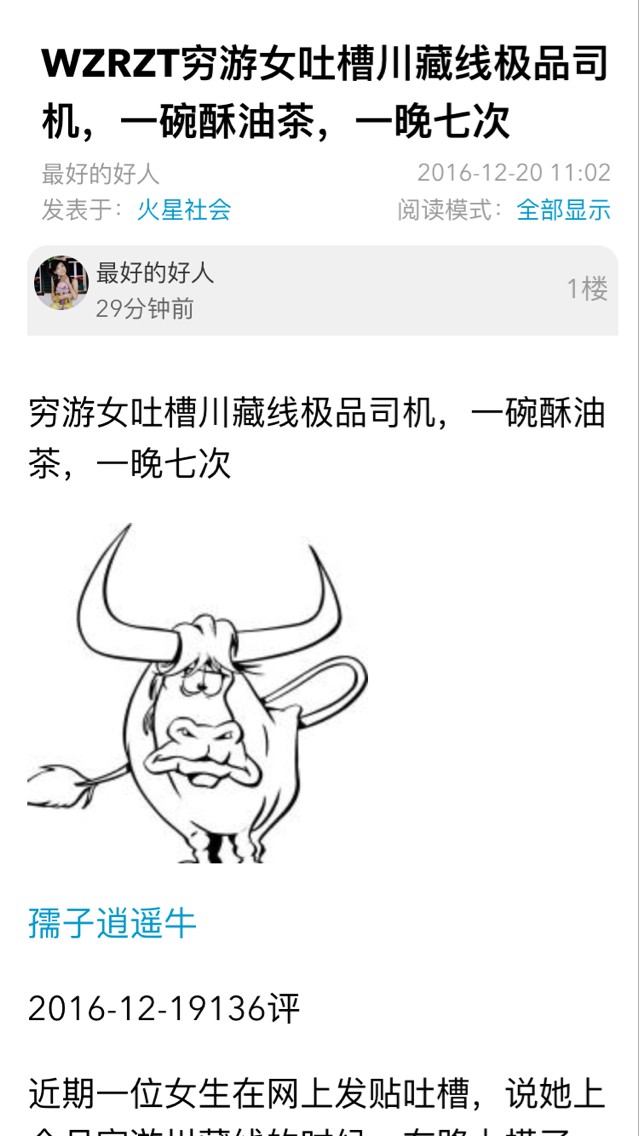 WZRZT穷游女吐槽川藏线极品司
机，一碗酥油茶，一晚七次
最好的好人
2016-12-20 11:02
发表于：火星社会
阅读模式：全部显示
最好的好人
1楼
29分钟前
穷游女吐槽川藏线极品司机，一碗酥油
茶，一晚七次
孺子逍遥牛
2016-12-19136评
近期一位女生在网上发贴吐槽，说她上